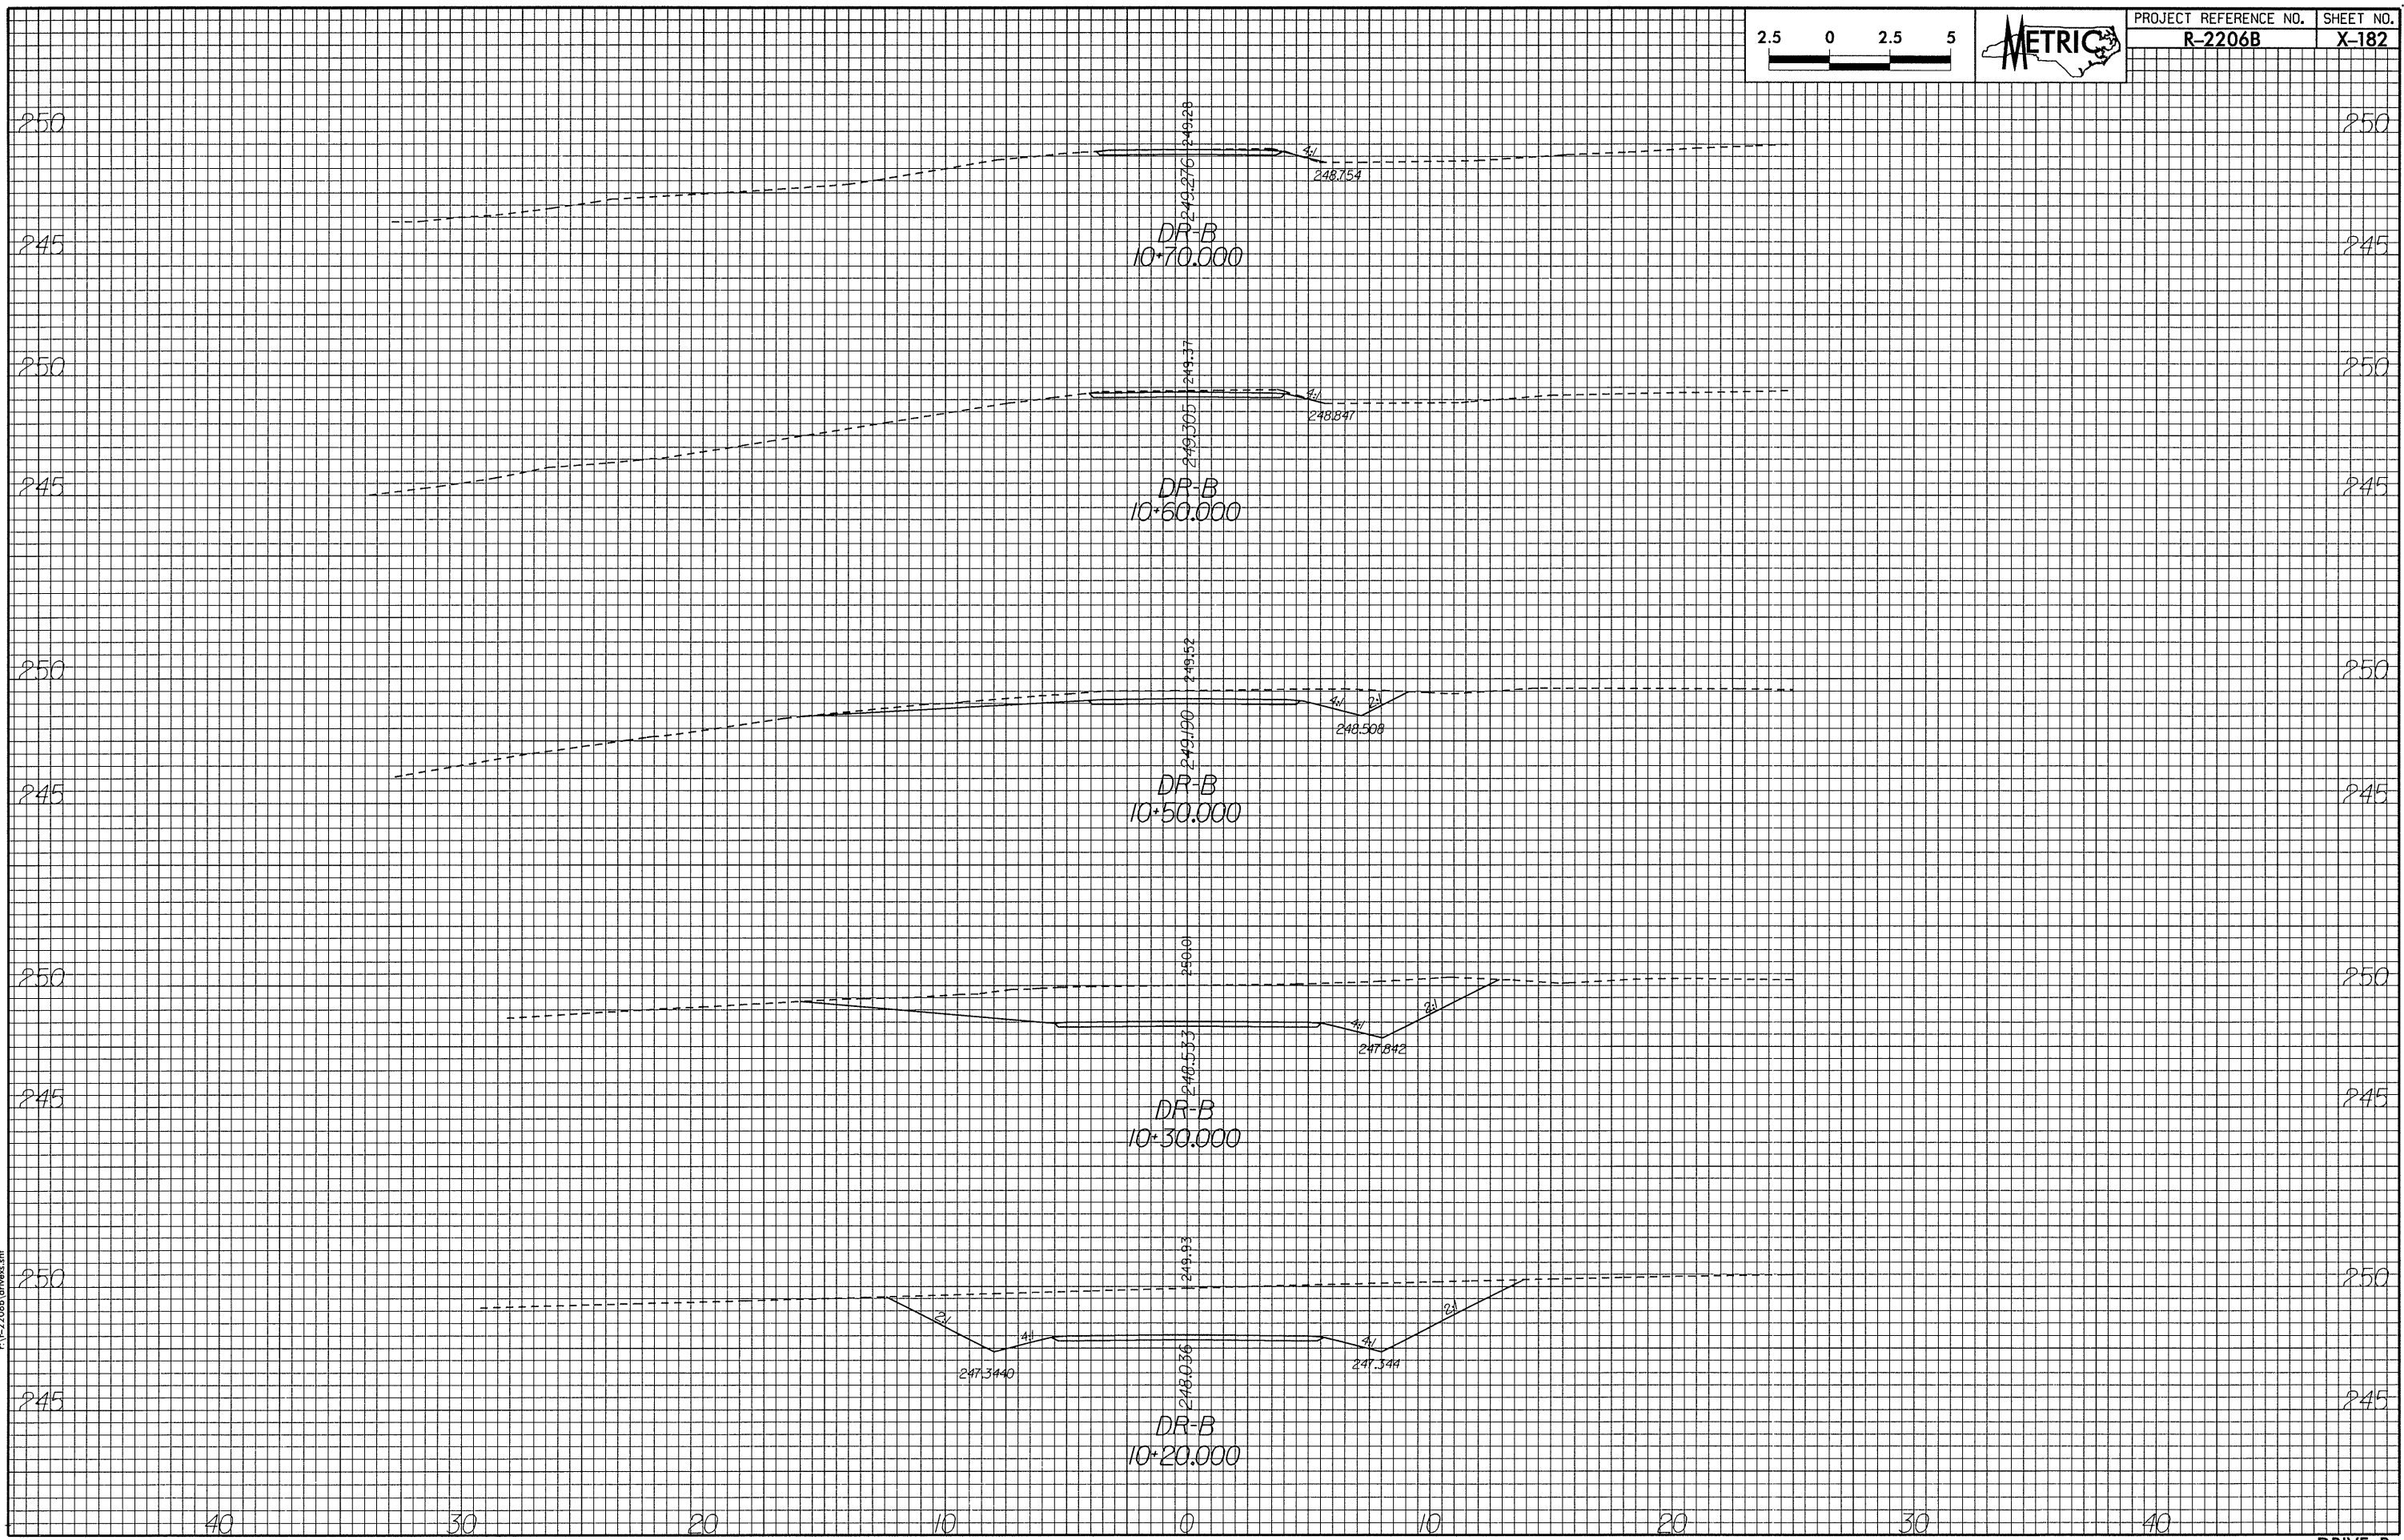 2.5 0 2.5 5
METRIC
PROJECT REFERENCE NO. SHEET NO.
R-2206B X-182
250 249.28 250
4:1
248.754
249.276
245 DR-B 245
10+70.000
250 249.37 250
4:1
248.847
249.305
245 DR-B 245
10+60.000
250 249.52 250
4:1 2:1
248.508
249.190
245 DR-B 245
10+50.000
250 250.01 250
4:1 2:1
247.842
248.533
245 DR-B 245
10+30.000
250 249.93 250
2:1 4:1 4:1 2:1
247.3440 247.344
248.036
245 DR-B 245
10+20.000
40 30 20 10 0 10 20 30 40